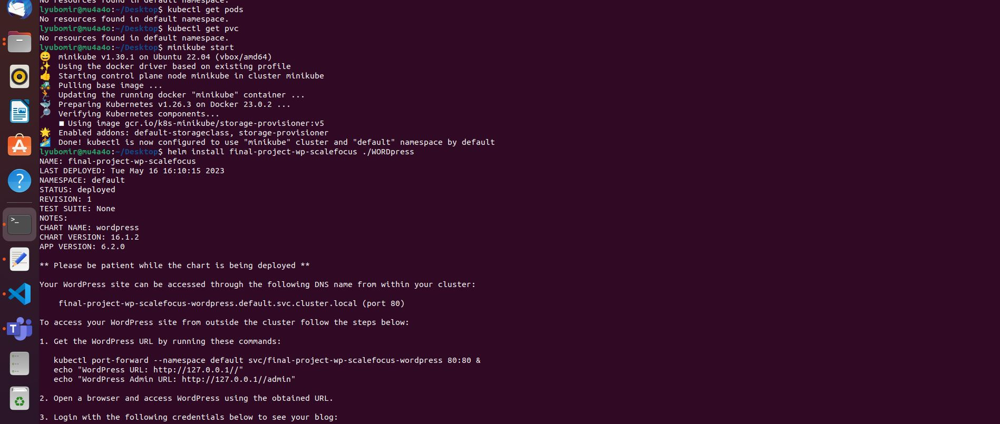 No resources found in default namespace.
lyubomir@mu4a4o:~/Desktop$ kubectl get pods
No resources found in default namespace.
lyubomir@mu4a4o:~/Desktop$ kubectl get pvc
No resources found in default namespace.
lyubomir@mu4a4o:~/Desktop$ minikube start
minikube v1.30.1 on Ubuntu 22.04 (vbox/amd64)
Using the docker driver based on existing profile
Starting control plane node minikube in cluster minikube
Pulling base image ...
Updating the running docker "minikube" container ...
Preparing Kubernetes v1.26.3 on Docker 23.0.2 ...
Verifying Kubernetes components...
■ Using image gcr.io/k8s-minikube/storage-provisioner:v5
Enabled addons: default-storageclass, storage-provisioner
Done! kubectl is now configured to use "minikube" cluster and "default" namespace by default
lyubomir@mu4a4o:~/Desktop$ helm install final-project-wp-scalefocus ./WORDpress
NAME: final-project-wp-scalefocus
LAST DEPLOYED: Tue May 16 16:10:15 2023
NAMESPACE: default
STATUS: deployed
REVISION: 1
TEST SUITE: None
NOTES:
CHART NAME: wordpress
CHART VERSION: 16.1.2
APP VERSION: 6.2.0
** Please be patient while the chart is being deployed **
Your WordPress site can be accessed through the following DNS name from within your cluster:
final-project-wp-scalefocus-wordpress.default.svc.cluster.local (port 80)
To access your WordPress site from outside the cluster follow the steps below:
1. Get the WordPress URL by running these commands:
kubectl port-forward --namespace default svc/final-project-wp-scalefocus-wordpress 80:80 &
echo "WordPress URL: http://127.0.0.1//"
echo "WordPress Admin URL: http://127.0.0.1//admin"
2. Open a browser and access WordPress using the obtained URL.
3. Login with the following credentials below to see your blog: